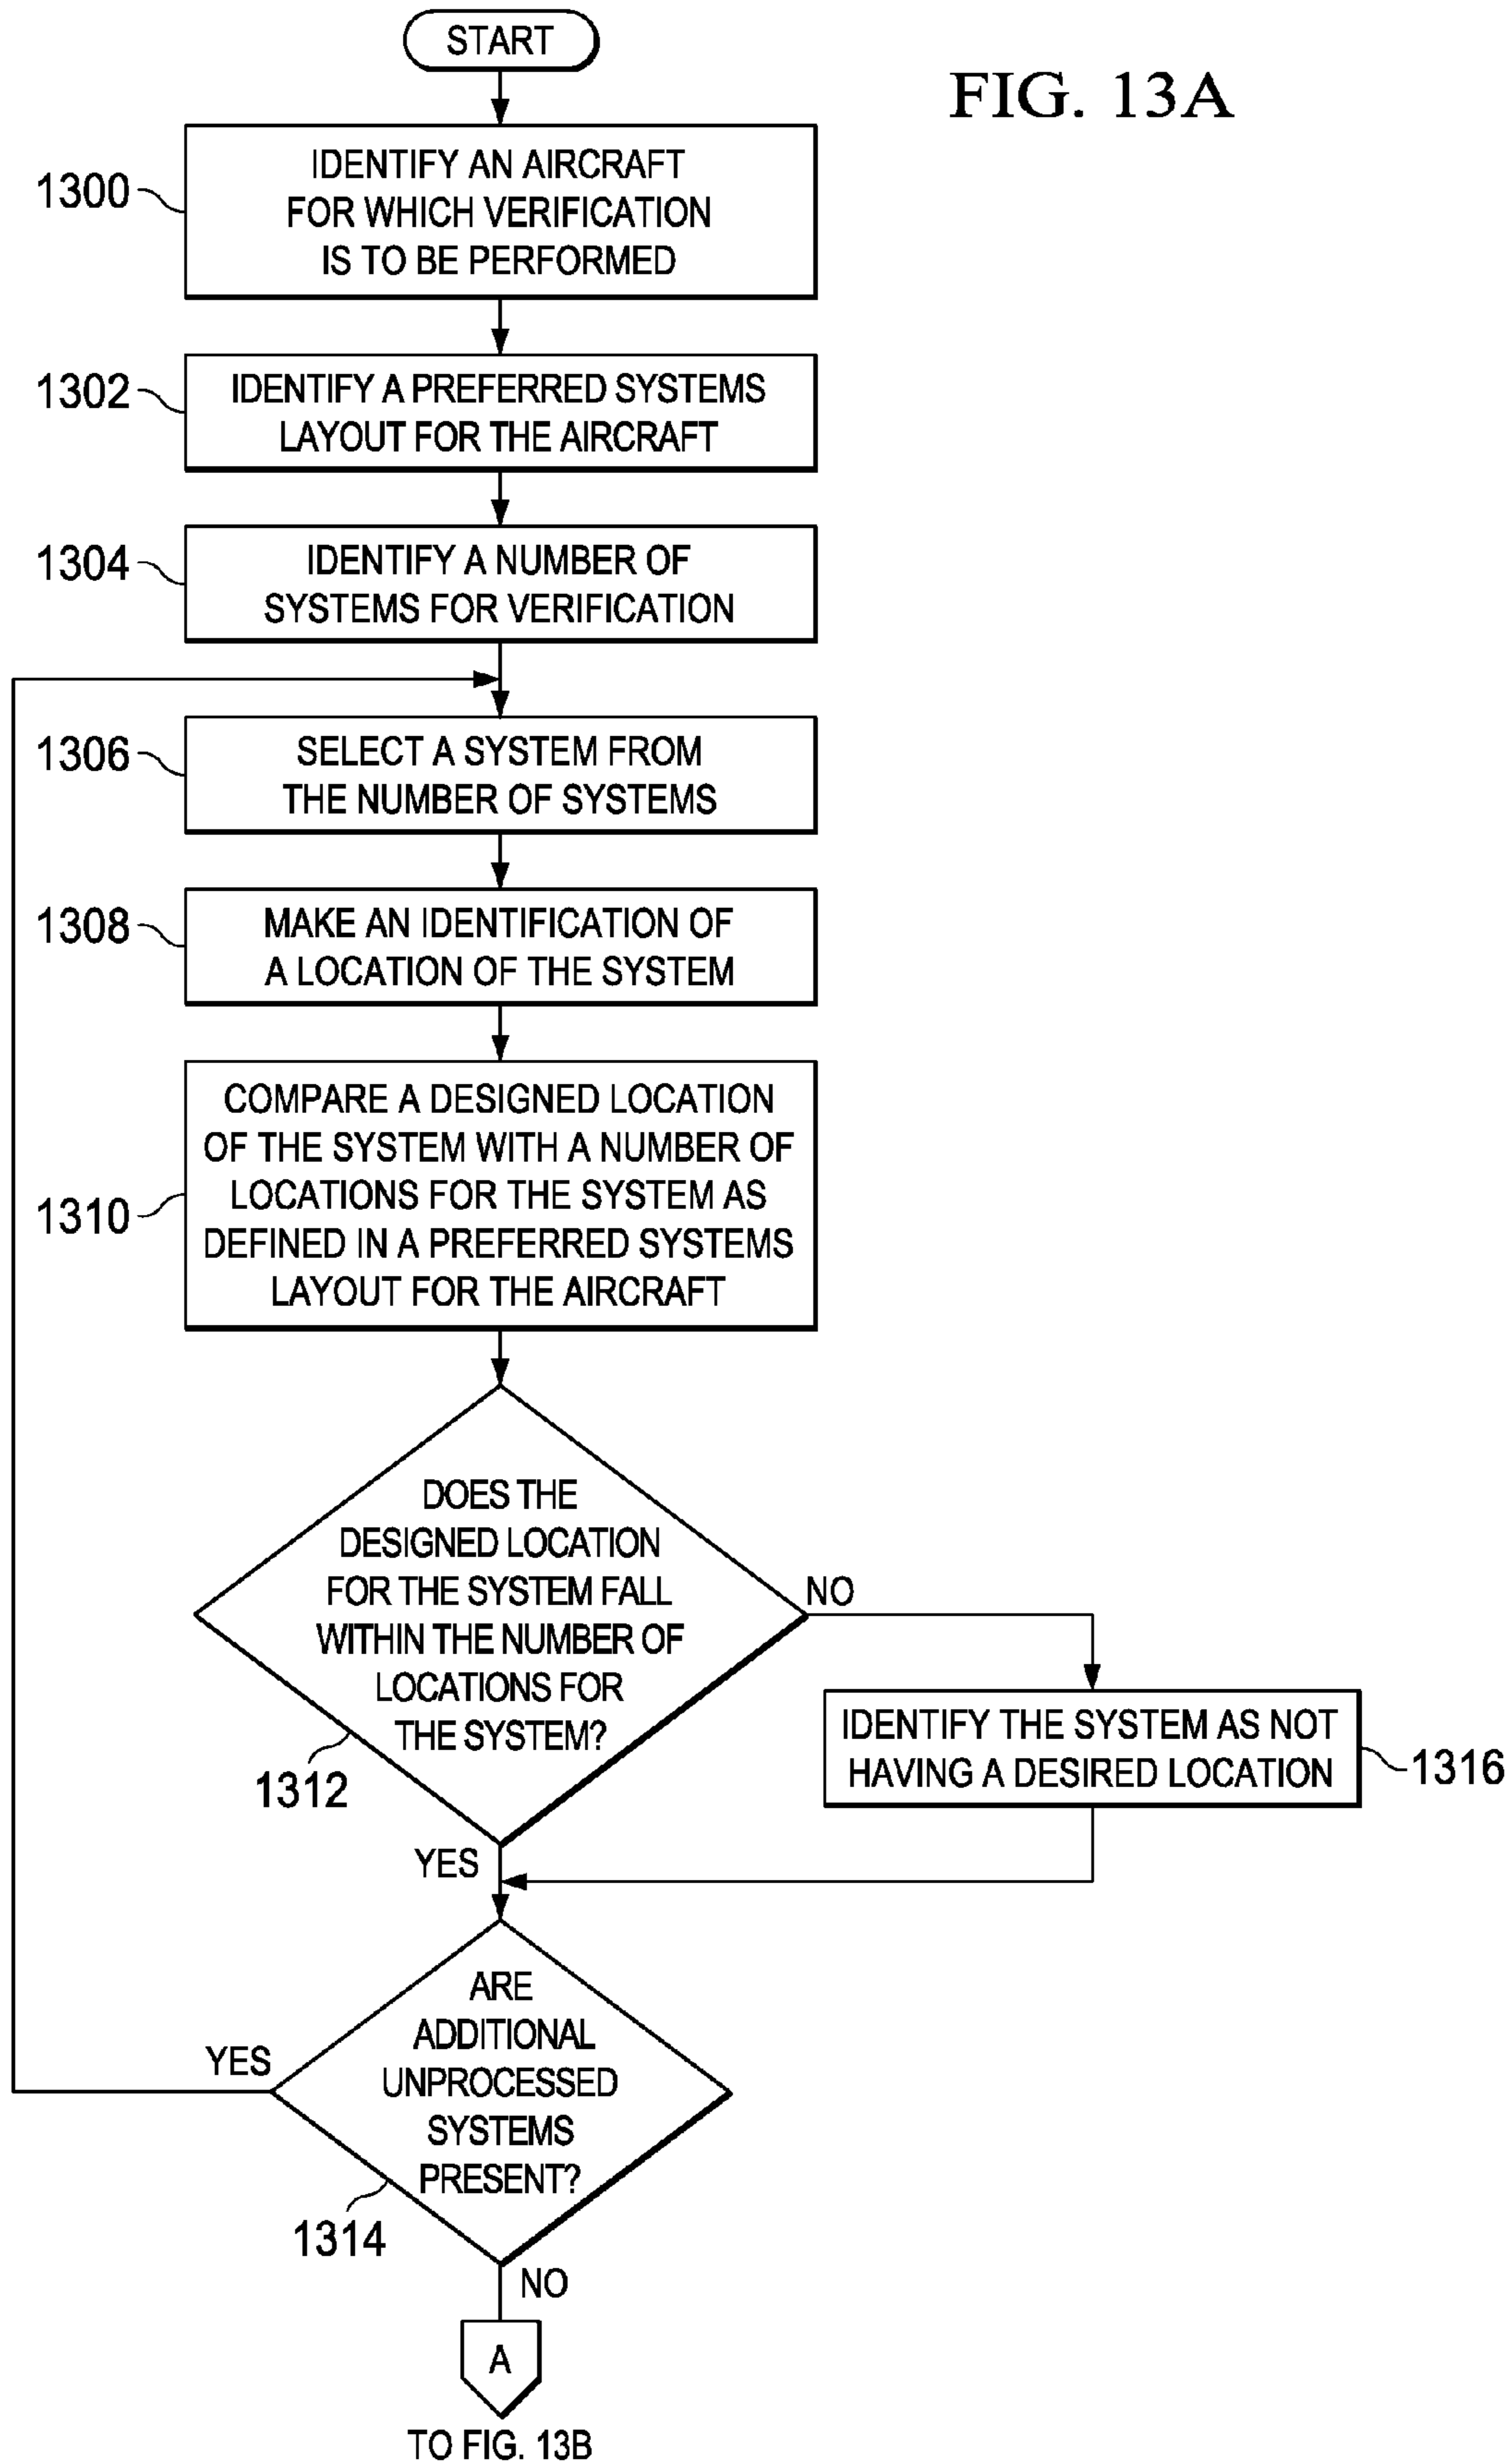 START
FIG. 13A
1300
IDENTIFY AN AIRCRAFT
FOR WHICH VERIFICATION
IS TO BE PERFORMED
1302
IDENTIFY A PREFERRED SYSTEMS
LAYOUT FOR THE AIRCRAFT
1304
IDENTIFY A NUMBER OF
SYSTEMS FOR VERIFICATION
1306
SELECT A SYSTEM FROM
THE NUMBER OF SYSTEMS
1308
MAKE AN IDENTIFICATION OF
A LOCATION OF THE SYSTEM
1310
COMPARE A DESIGNED LOCATION
OF THE SYSTEM WITH A NUMBER OF
LOCATIONS FOR THE SYSTEM AS
DEFINED IN A PREFERRED SYSTEMS
LAYOUT FOR THE AIRCRAFT
DOES THE
DESIGNED LOCATION
FOR THE SYSTEM FALL
WITHIN THE NUMBER OF
LOCATIONS FOR
THE SYSTEM?
1312
NO
IDENTIFY THE SYSTEM AS NOT
HAVING A DESIRED LOCATION
1316
YES
ARE
ADDITIONAL
UNPROCESSED
SYSTEMS
PRESENT?
YES
1314
NO
A
TO FIG. 13B